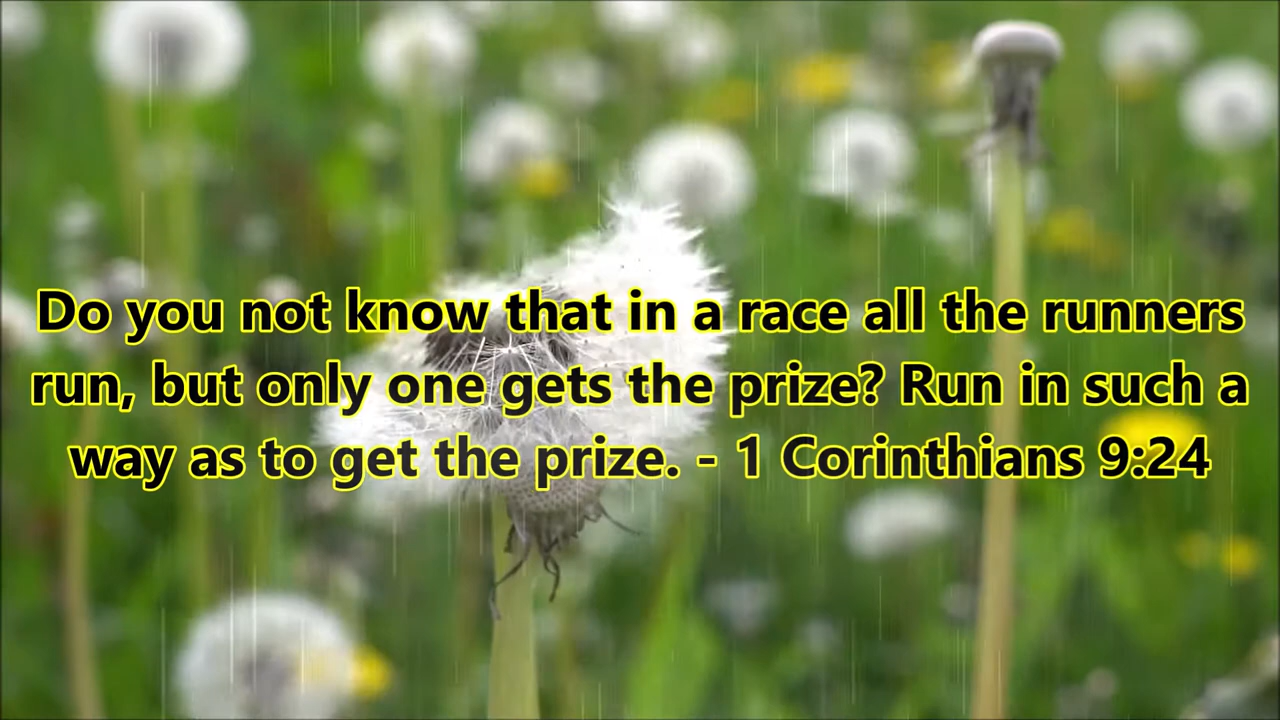 Do you not know that in a race all the runners
run, but only one gets the prize? Run in such a
way as to get the prize. - 1 Corinthians 9:24